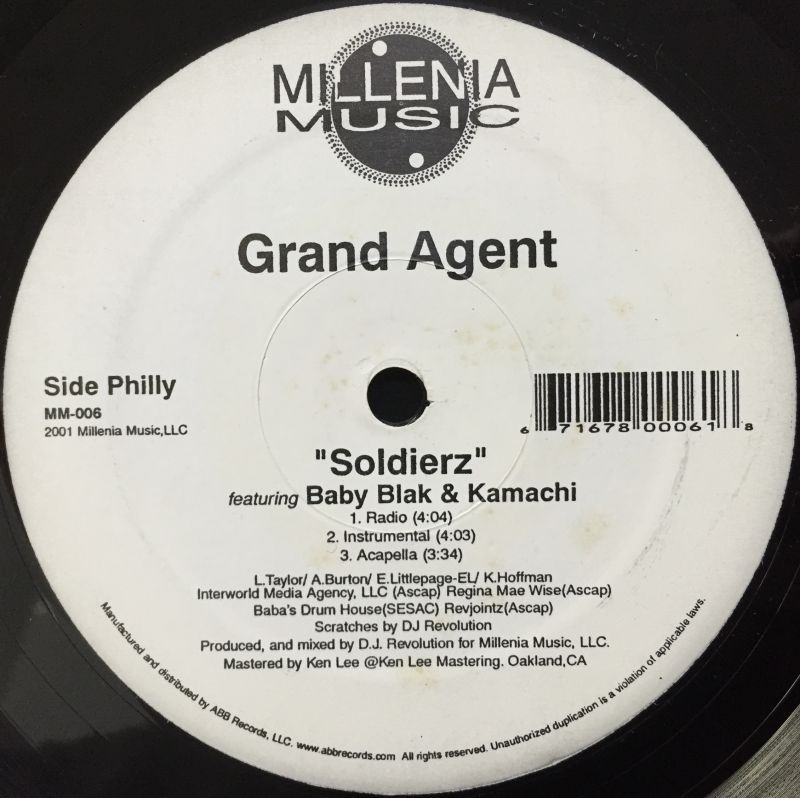 MILLENIA
MUSIC
Grand Agent
Side Philly
MM-006
2001 Millenia Music,LLC
6 71678 00061 8
"Soldierz"
featuring Baby Blak & Kamachi
1. Radio (4:04)
2. Instrumental (4:03)
3. Acapella (3:34)
L.Taylor/ A.Burton/ E.Littlepage-EL/ K.Hoffman
Interworld Media Agency, LLC (Ascap) Regina Mae Wise(Ascap)
Baba's Drum House(SESAC) Revjointz(Ascap)
Scratches by DJ Revolution
Produced, and mixed by D.J. Revolution for Millenia Music, LLC.
Mastered by Ken Lee @Ken Lee Mastering. Oakland,CA
Manufactured and distributed by ABB Records, LLC. www.abbrecords.com All rights reserved. Unauthorized duplication is a violation of applicable laws.